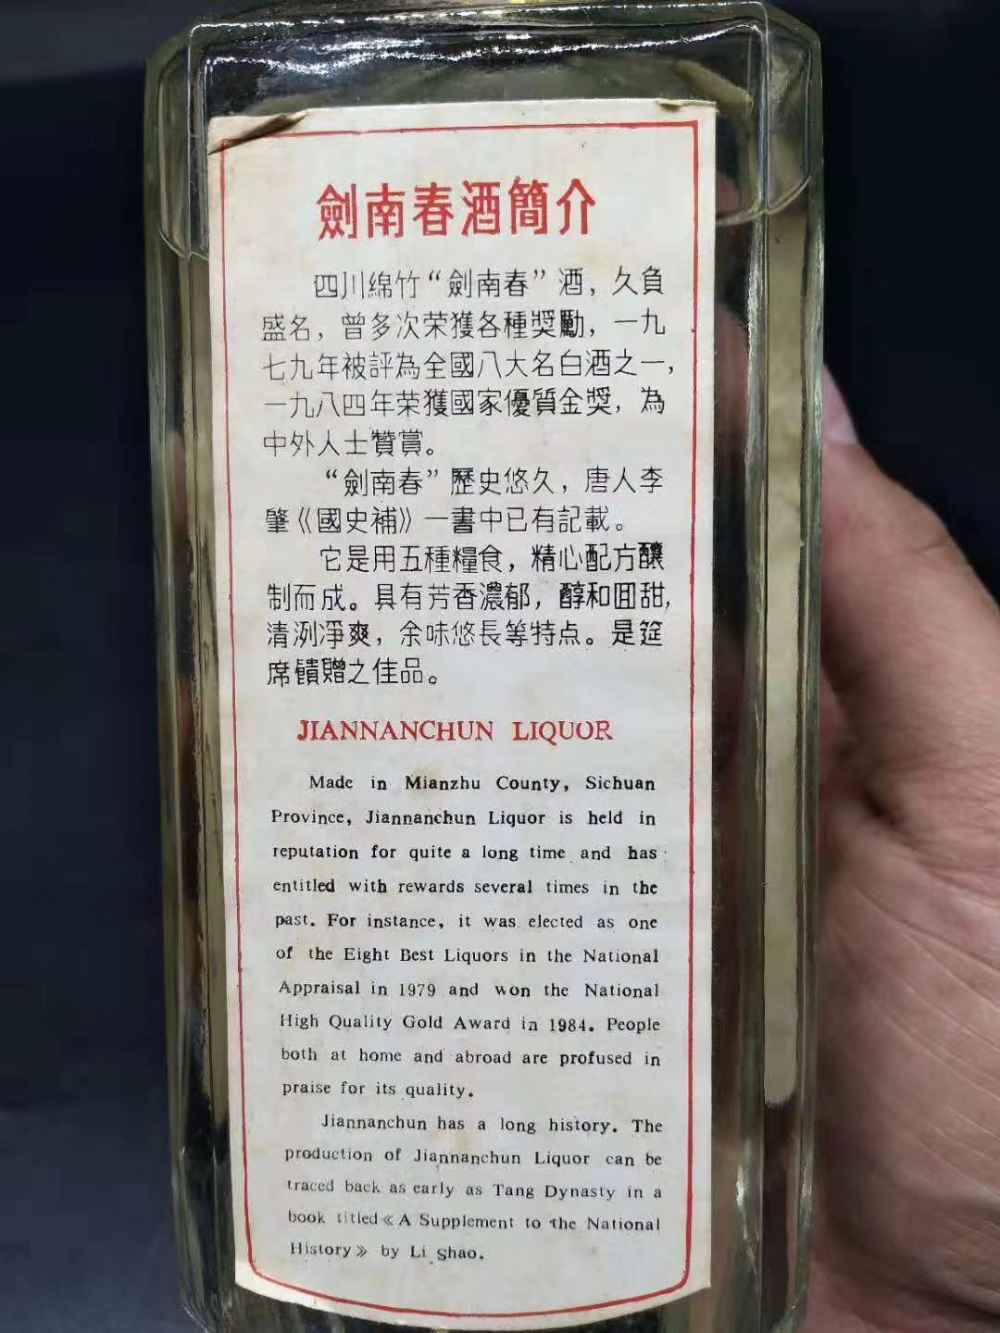 劍南春酒簡介
四川綿竹“劍南春”酒，久負
盛名，曾多次荣獲各種獎勵，一九
七九年被評為全國八大名白酒之一，
一九八四年荣獲國家優質金獎，為
中外人士贊賞。
“劍南春”歷史悠久，唐人李
肇《國史補》一書中已有記載。
它是用五種糧食，精心配方釀
制而成。具有芳香濃郁，醇和回甜，
清洌凈爽，余味悠長等特点。是筵
席饋贈之佳品。
JIANNANCHUN LIQUOR
Made in Mianzhu County, Sichuan
Province, Jiannanchun Liquor is held in
reputation for quite a long time and has
entitled with rewards several times in the
past. For instance, it was elected as one
of the Eight Best Liquors in the National
Appraisal in 1979 and won the National
High Quality Gold Award in 1984. People
both at home and abroad are profused in
praise for its quality.
Jiannanchun has a long history. The
production of Jiannanchun Liquor can be
traced back as early as Tang Dynasty in a
book titled《A Supplement to the National
History》 by Li Shao.